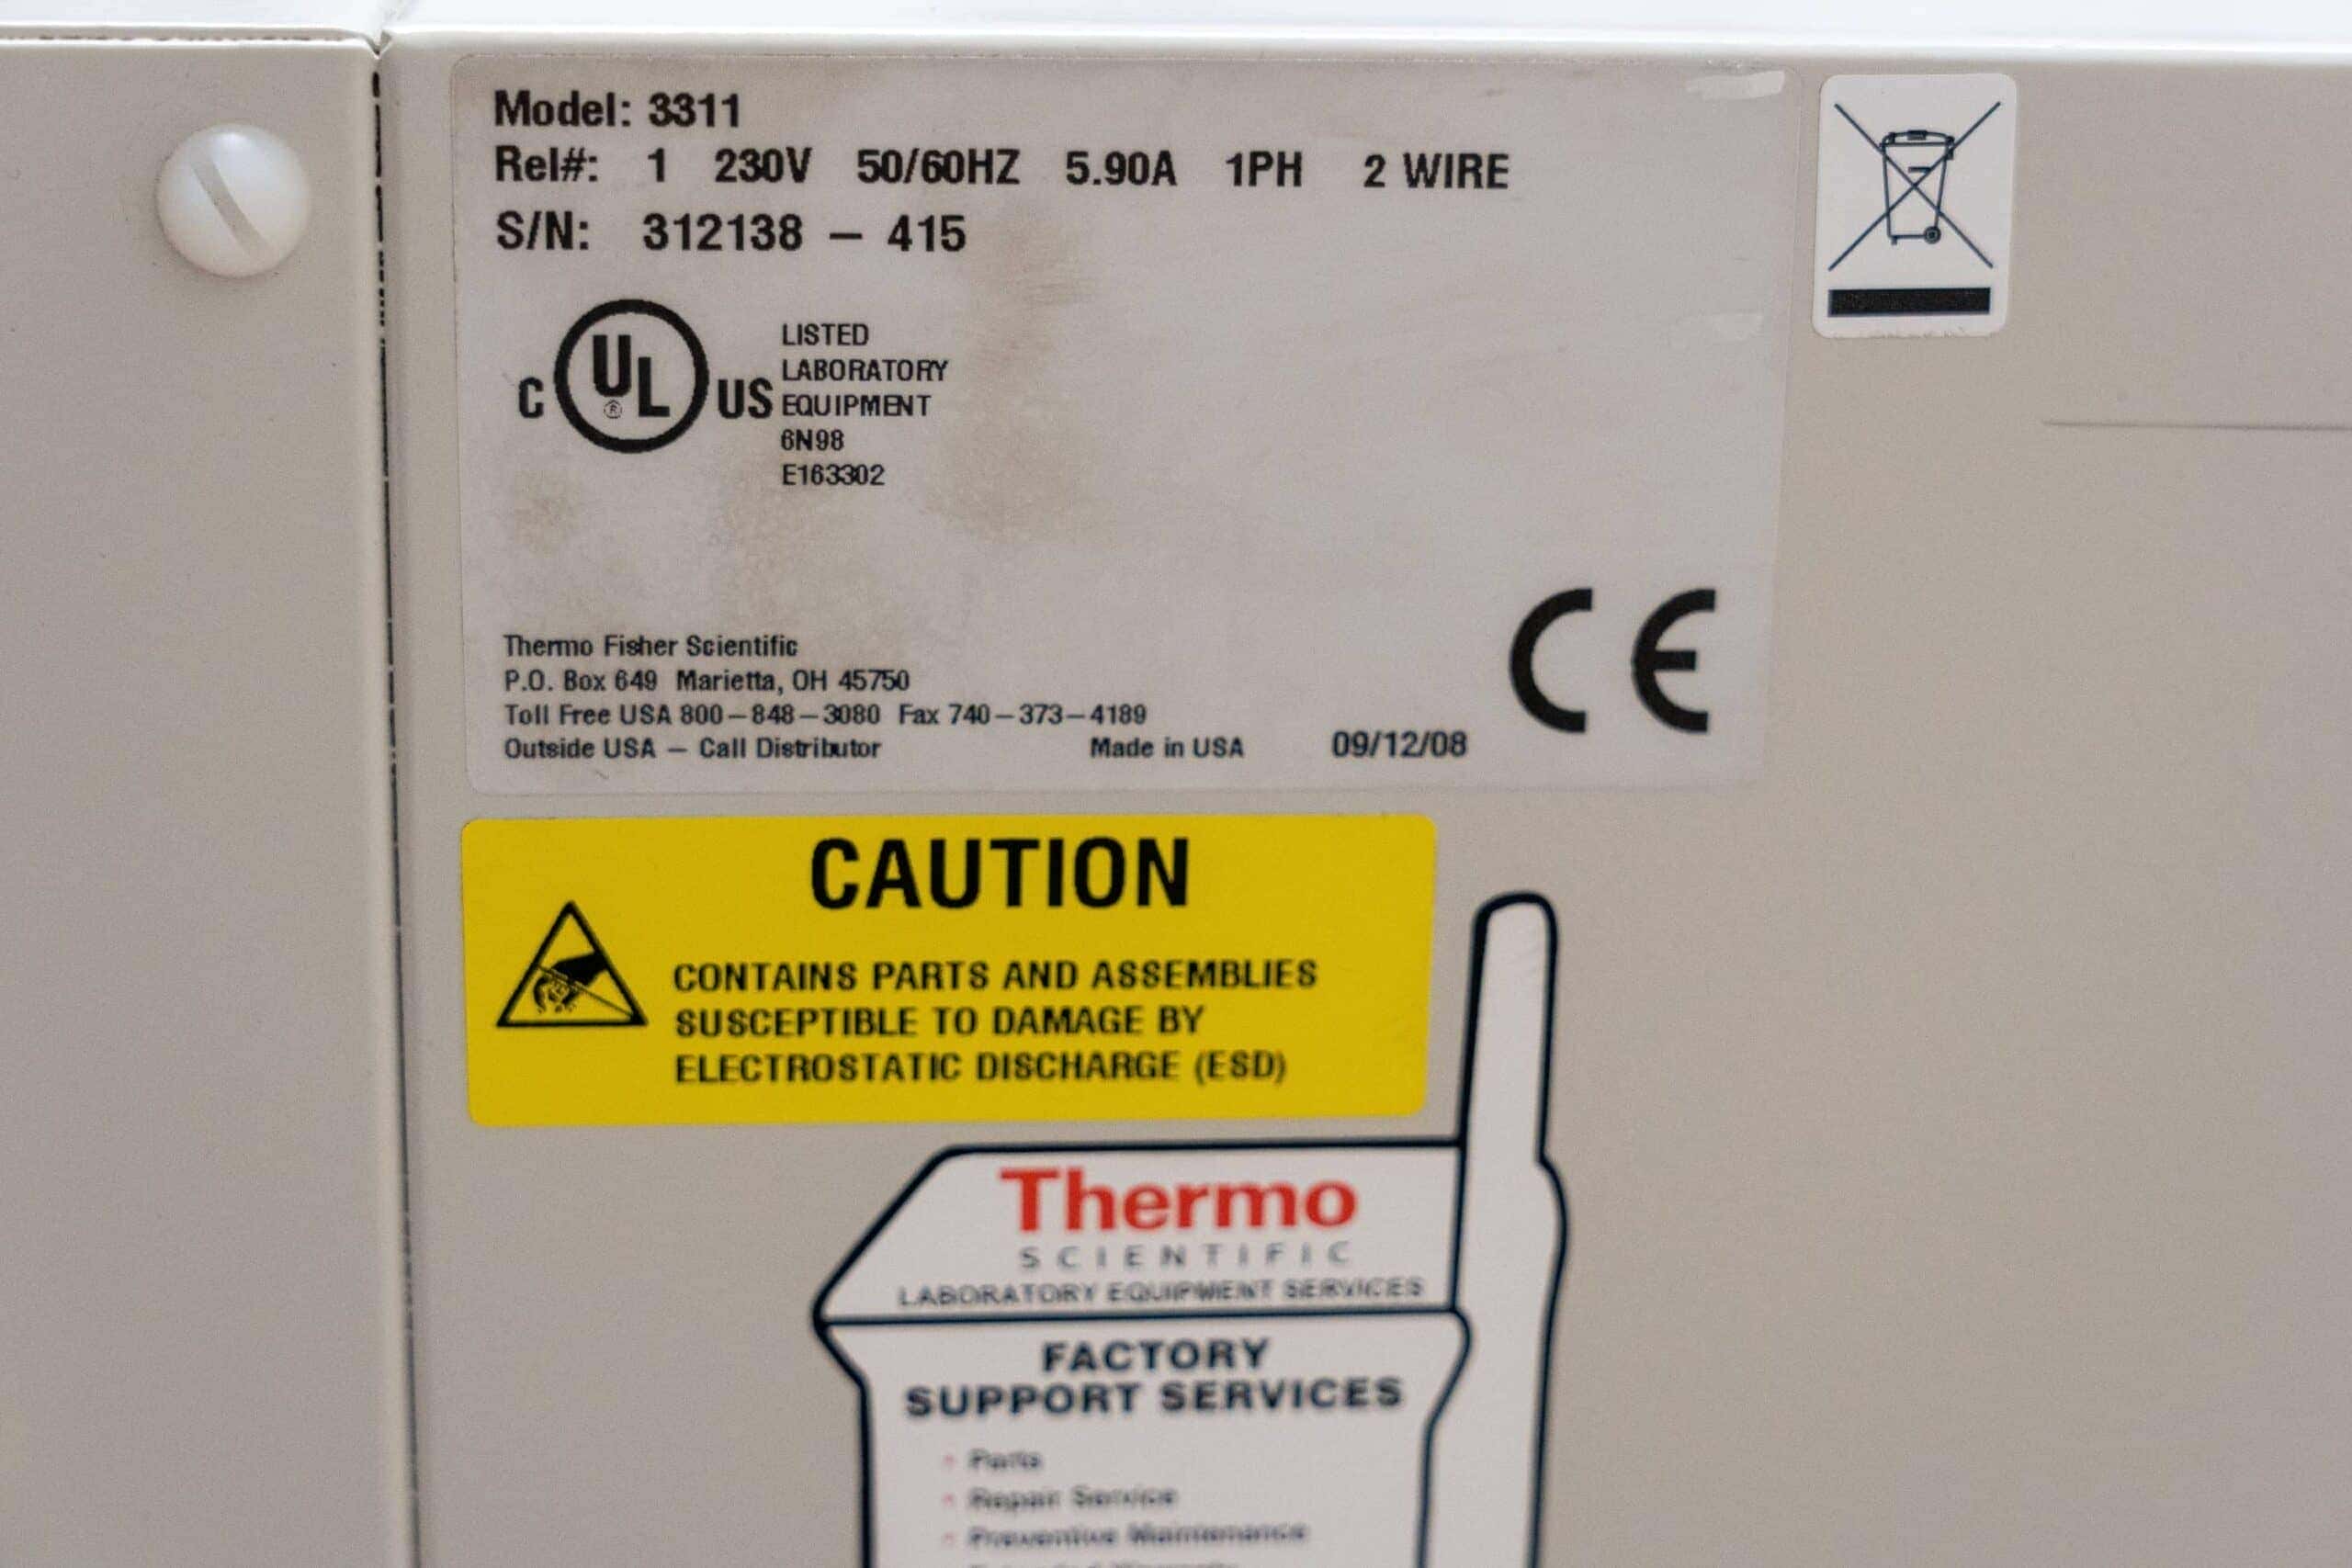 Model: 3311
Rel#: 1 230V 50/60HZ 5.90A 1PH 2 WIRE
S/N: 312138 – 415
C UL® US
LISTED
LABORATORY
EQUIPMENT
6N98
E163302
Thermo Fisher Scientific
P.O. Box 649 Marietta, OH 45750
Toll Free USA 800–848–3080 Fax 740–373–4189
Outside USA – Call Distributor Made in USA 09/12/08
CE
CAUTION
CONTAINS PARTS AND ASSEMBLIES
SUSCEPTIBLE TO DAMAGE BY
ELECTROSTATIC DISCHARGE (ESD)
Thermo
SCIENTIFIC
LABORATORY EQUIPMENT SERVICES
FACTORY
SUPPORT SERVICES
• Parts
• Repair Service
• Preventive Maintenance